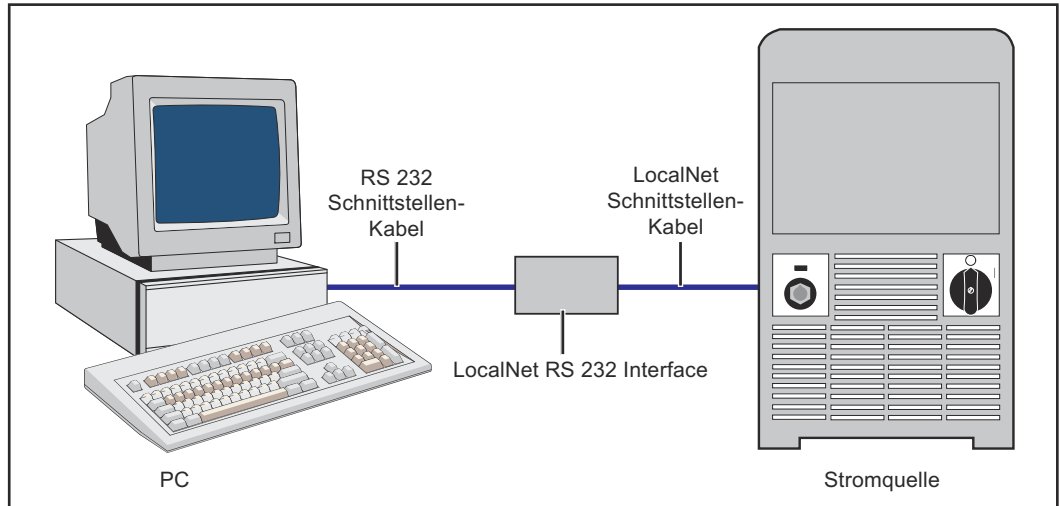 RS 232
Schnittstellen-
Kabel
LocalNet
Schnittstellen-
Kabel
LocalNet RS 232 Interface
PC
Stromquelle